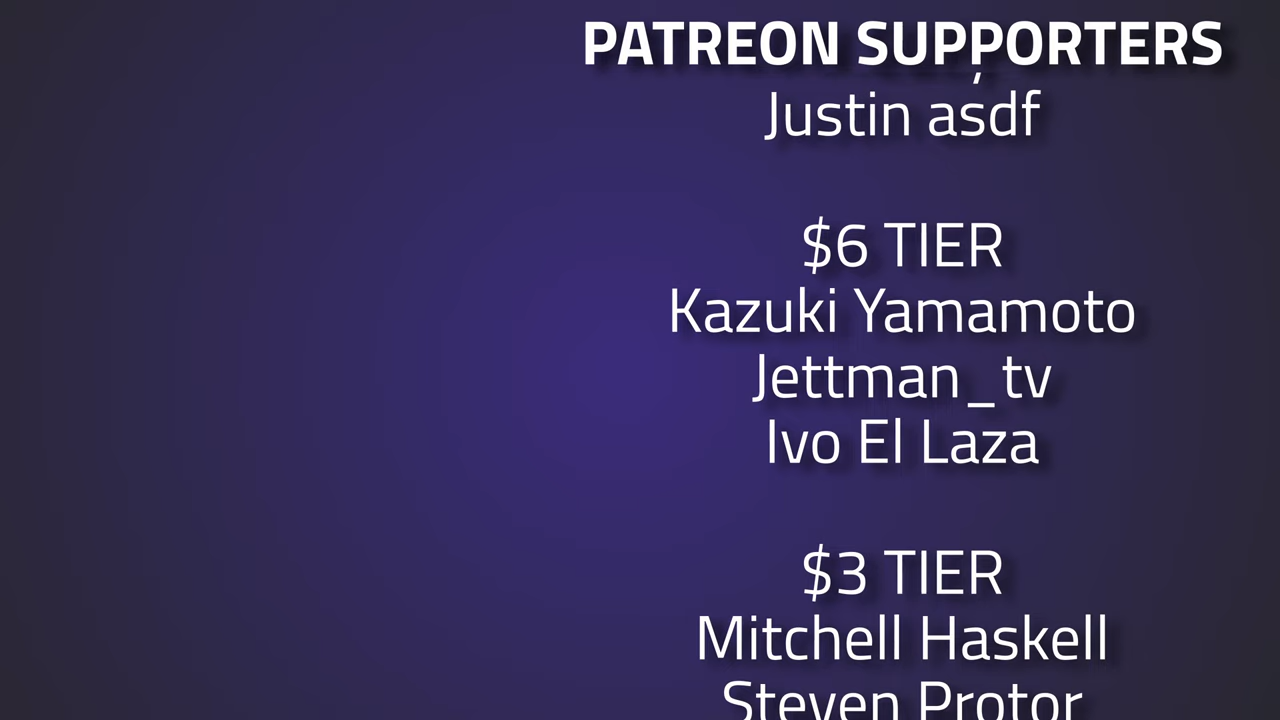 PATREON SUPPORTERS
Justin asdf
$6 TIER
Kazuki Yamamoto
Jettman_tv
Ivo El Laza
$3 TIER
Mitchell Haskell
Steven Protor